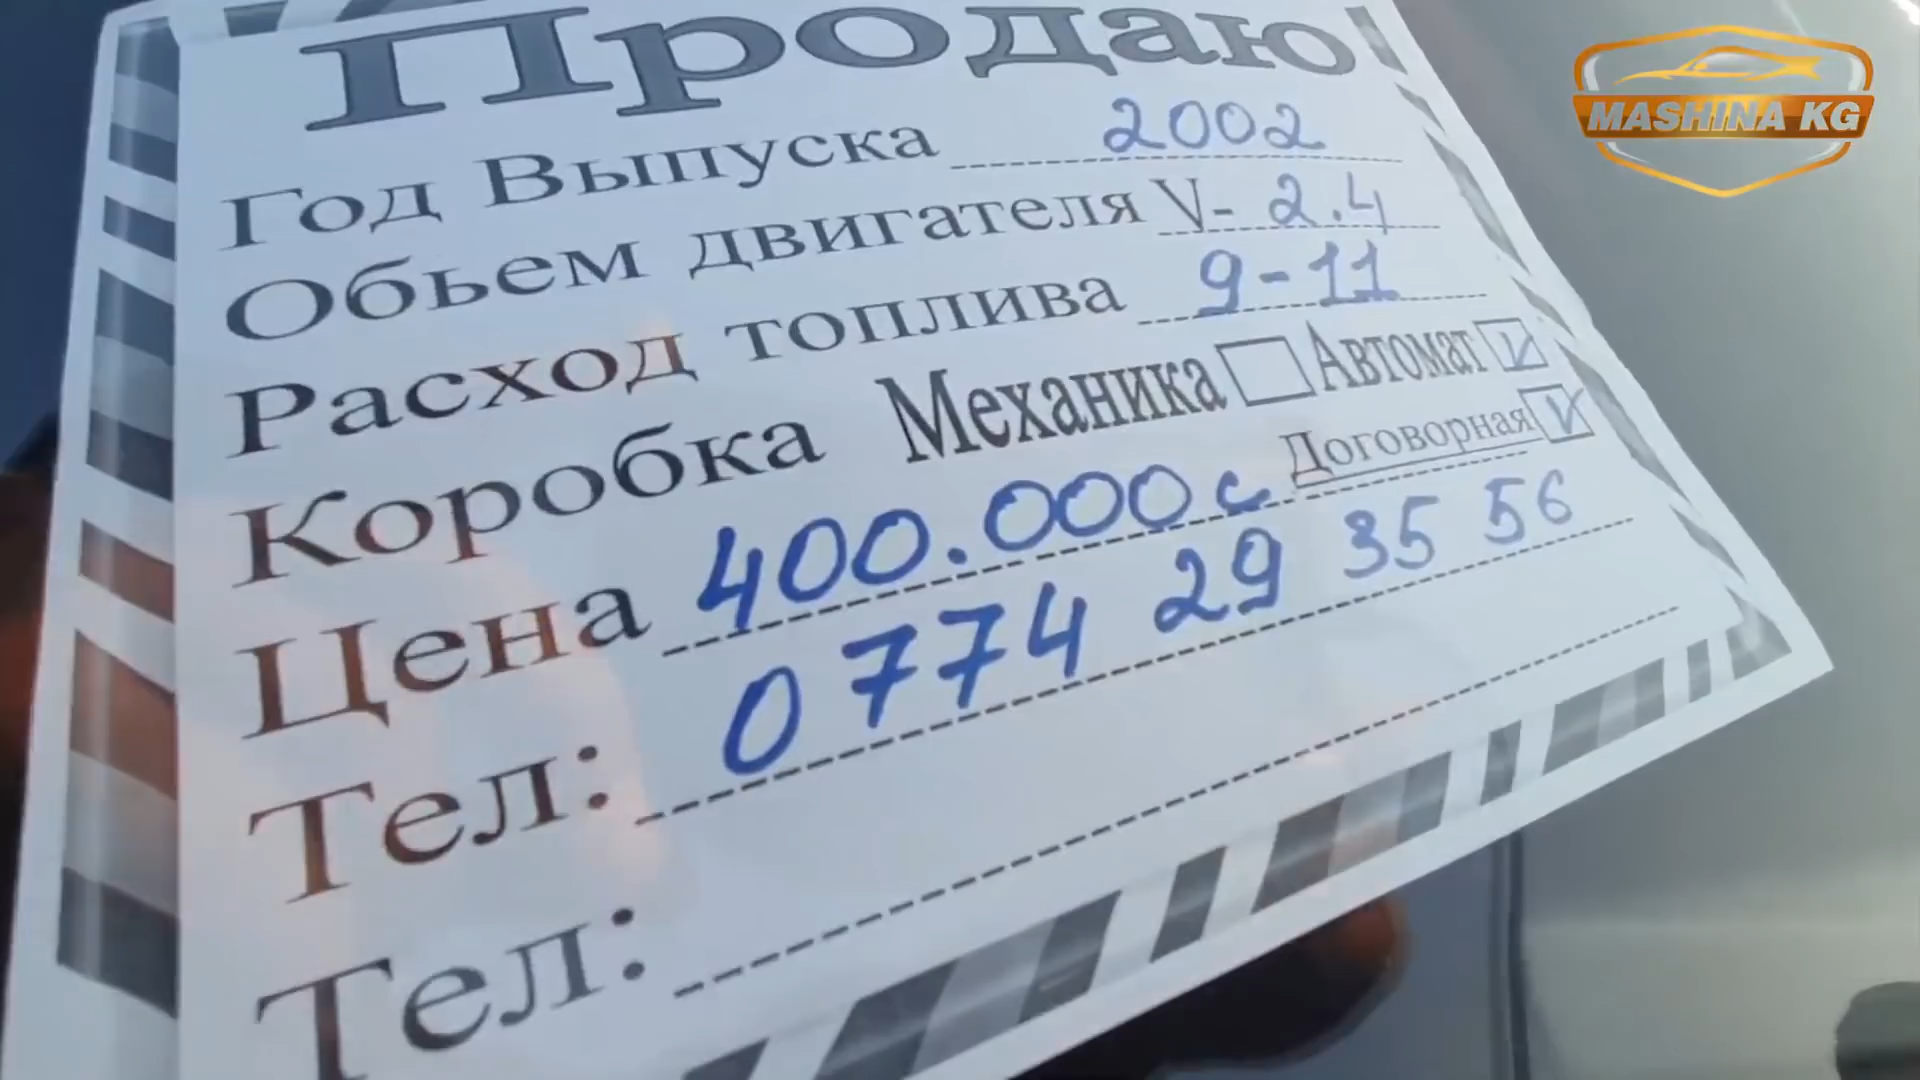 Продаю
MASHINA KG
Год Выпуска 2002
Обьем двигателя V- 2.4
Расход топлива 9-11
Коробка Механика Автомат V
Цена 400.000 с Договорная V
Тел: 0774 29 35 56
Тел: